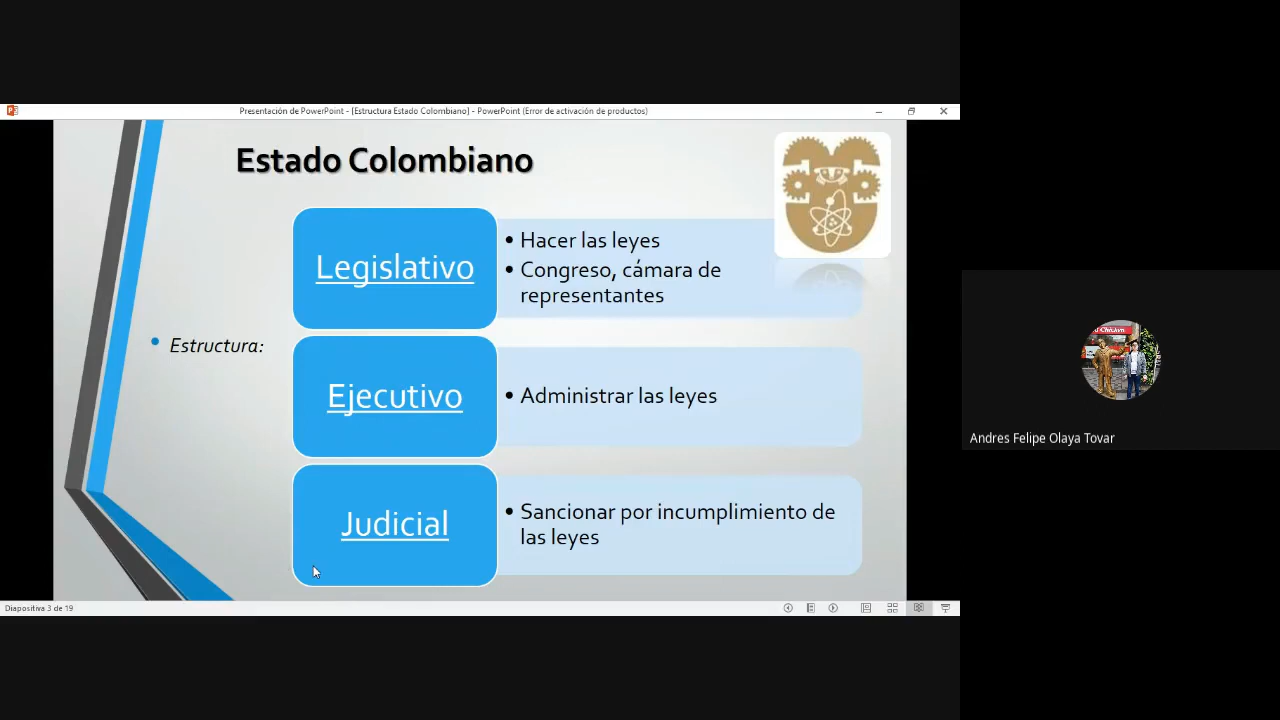 Presentación de PowerPoint - [Estructura Estado Colombiano] - PowerPoint (Error de activación de productos)
Estado Colombiano
• Estructura:
Legislativo
• Hacer las leyes
• Congreso, cámara de
representantes
Ejecutivo
• Administrar las leyes
Judicial
• Sancionar por incumplimiento de
las leyes
Diapositiva 3 de 19
Andres Felipe Olaya Tovar